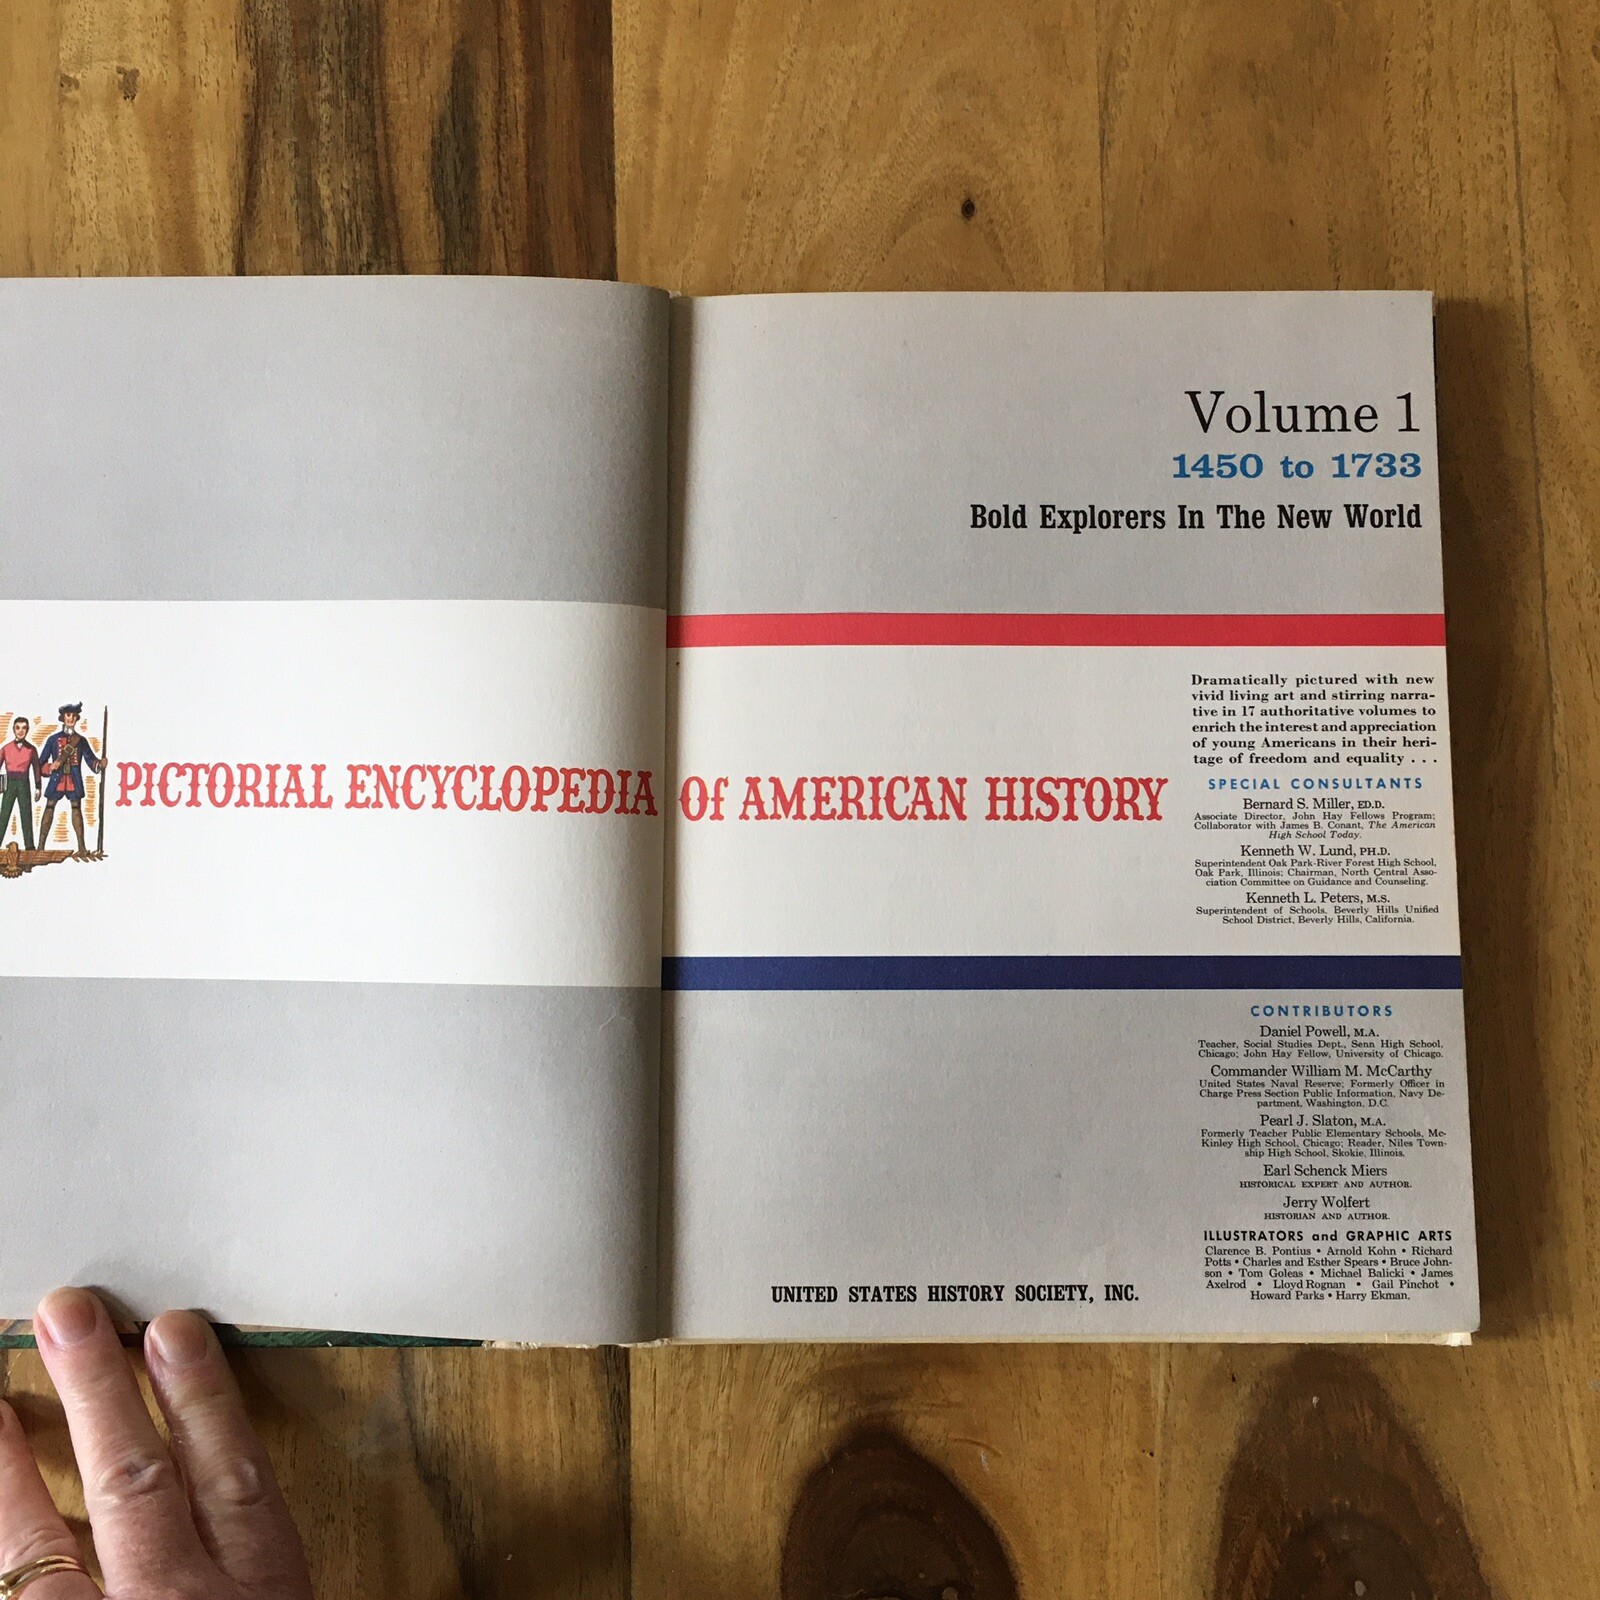 Volume 1
1450 to 1733
Bold Explorers In The New World
PICTORIAL ENCYCLOPEDIA Of AMERICAN HISTORY
Dramatically pictured with new
vivid living art and stirring narra-
tive in 17 authoritative volumes to
enrich the interest and appreciation
of young Americans in their heri-
tage of freedom and equality . . .
SPECIAL CONSULTANTS
Bernard S. Miller, ED.D.
Associate Director, John Hay Fellows Program;
Collaborator with James B. Conant, The American
High School Today.
Kenneth W. Lund, PH.D.
Superintendent Oak Park-River Forest High School,
Oak Park, Illinois; Chairman, North Central Asso-
ciation Committee on Guidance and Counseling.
Kenneth L. Peters, M.S.
Superintendent of Schools, Beverly Hills Unified
School District, Beverly Hills, California.
CONTRIBUTORS
Daniel Powell, M.A.
Teacher, Social Studies Dept., Senn High School,
Chicago; John Hay Fellow, University of Chicago.
Commander William M. McCarthy
United States Naval Reserve; Formerly Officer in
Charge Press Section Public Information, Navy De-
partment, Washington, D.C.
Pearl J. Slaton, M.A.
Formerly Teacher Public Elementary Schools, Mc-
Kinley High School, Chicago; Reader, Niles Town-
ship High School, Skokie, Illinois.
Earl Schenck Miers
HISTORICAL EXPERT AND AUTHOR.
Jerry Wolfert
HISTORIAN AND AUTHOR.
ILLUSTRATORS and GRAPHIC ARTS
Clarence B. Pontius • Arnold Kohn • Richard
Potts • Charles and Esther Spears • Bruce John-
son • Tom Goleas • Michael Balicki • James
Axelrod • Lloyd Rognan • Gail Pinchot •
Howard Parks • Harry Ekman.
UNITED STATES HISTORY SOCIETY, INC.